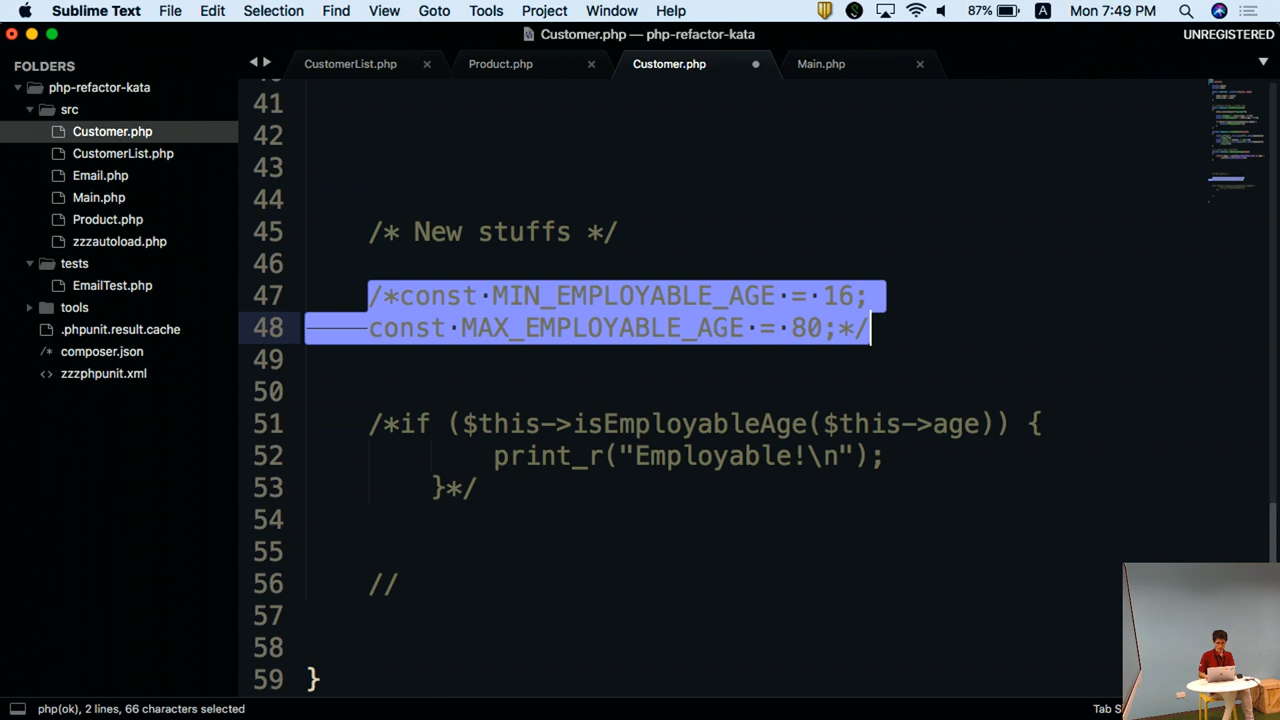 Sublime Text File Edit Selection Find View Goto Tools Project Window Help 87% A Mon 7:49 PM
Customer.php — php-refactor-kata UNREGISTERED
FOLDERS
php-refactor-kata
src
Customer.php
CustomerList.php
Email.php
Main.php
Product.php
zzzautoload.php
tests
EmailTest.php
tools
.phpunit.result.cache
composer.json
zzzphpunit.xml
CustomerList.php Product.php Customer.php Main.php
41
42
43
44
45 /* New stuffs */
46
47 /*const MIN_EMPLOYABLE_AGE = 16;
48 const MAX_EMPLOYABLE_AGE = 80;*/
49
50
51 /*if ($this->isEmployableAge($this->age)) {
52 print_r("Employable!\n");
53 }*/
54
55
56 //
57
58
59 }
php(ok), 2 lines, 66 characters selected
Tab S